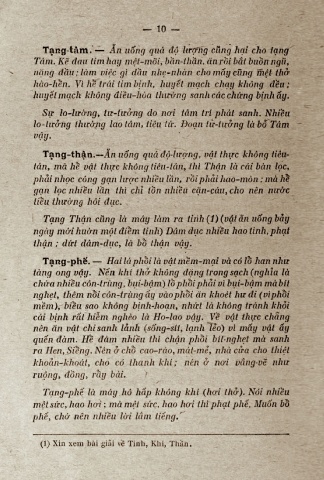 — 10 —
Tạng-tâm. — Ăn uống quá độ lượng cũng hại cho tạng
Tâm. Kẻ đau tim hay mệt-mỏi, bần-thần, ăn rồi bắt buồn ngủ,
nặng đầu; làm việc gì dầu nhẹ-nhàn cho mấy cũng mệt thở
hào-hển. Vì hễ trái tim bịnh, huyết mạch chạy không đều;
huyết mạch không điều-hòa thường sanh các chứng bịnh ấy.
Sự lo-lường, tư-tưởng do nơi tâm trí phát sanh. Nhiều
lo-tưởng thường lao tâm, tiêu tứ. Đoạn tư-tưởng là bổ Tâm
vậy.
Tạng-thận.—Ăn uống quá độ-lượng, vật thực không tiêu-
tán, mà hễ vật thực không tiêu-tán, thì Thận là cái bàn lọc,
phải nhọc công gạn lược nhiều lần, rồi phải hao-mòn; mà hễ
gạn lọc nhiều lần thì chỉ tồn nhiều cặn-cáu, cho nên nước
tiểu thường hôi đục.
Tạng Thận cũng là máy làm ra tinh (1) (vật ăn uống bảy
ngày mới luơn một điểm tinh) Dâm dục nhiều hao tinh, phạt
thận; dứt dâm-dục, là bổ thận vậy.
Tạng-phế. — Hai lá phổi là vật mềm-mại và có lỗ han như
tàng ong vậy. Nếu khí thở không dặng trong sạch (nghĩa là
chứa nhiều côn-trùng, bụi-bậm) lỗ phổi phải vì bụi-bậm mà bít
nghẹt, thêm nỗi côn-trùng ấy vào phổi ăn khoét hư đi (vì phổi
mềm), biểu sao không bịnh-hoạn, nhứt là không tránh khỏi
cái bịnh rất hiểm nghèo là Ho-lao vậy. Về vật thực chẳng
nên ăn vật chi sanh lảnh (sống-sít, lạnh lẻo) vì mấy vật ấy
quến đàm. Hễ đàm nhiều thì chận phổi bít-nghẹt mà sanh
ra Hen, Siễng. Nên ở chỗ cao-ráo, mát-mẻ, nhà cửa cho thiệt
khoản-khoát, cho có thanh khí; nên ở nơi vắng-vẻ như
ruộng, đồng, rẫy bái.
Tạng-phế là máy hô hấp không khí (hơi thở). Nói nhiều
mệt sức, hao hơi; mà mệt sức, hao hơi thì phạt phế. Muốn bổ
phế, chớ nên nhiều lời lắm tiếng.
(1) Xin xem bài giải về Tinh, Khí, Thần.